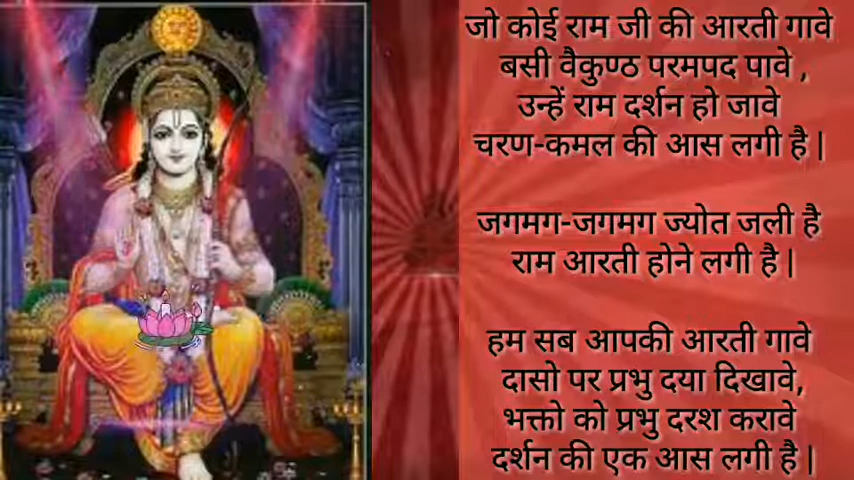 जो कोई राम जी की आरती गावे
बसी वैकुण्ठ परमपद पावे ,
उन्हें राम दर्शन हो जावे
चरण-कमल की आस लगी है |
जगमग-जगमग ज्योत जली है
राम आरती होने लगी है |
हम सब आपकी आरती गावे
दासो पर प्रभु दया दिखावे,
भक्तो को प्रभु दरश करावे
दर्शन की एक आस लगी है |